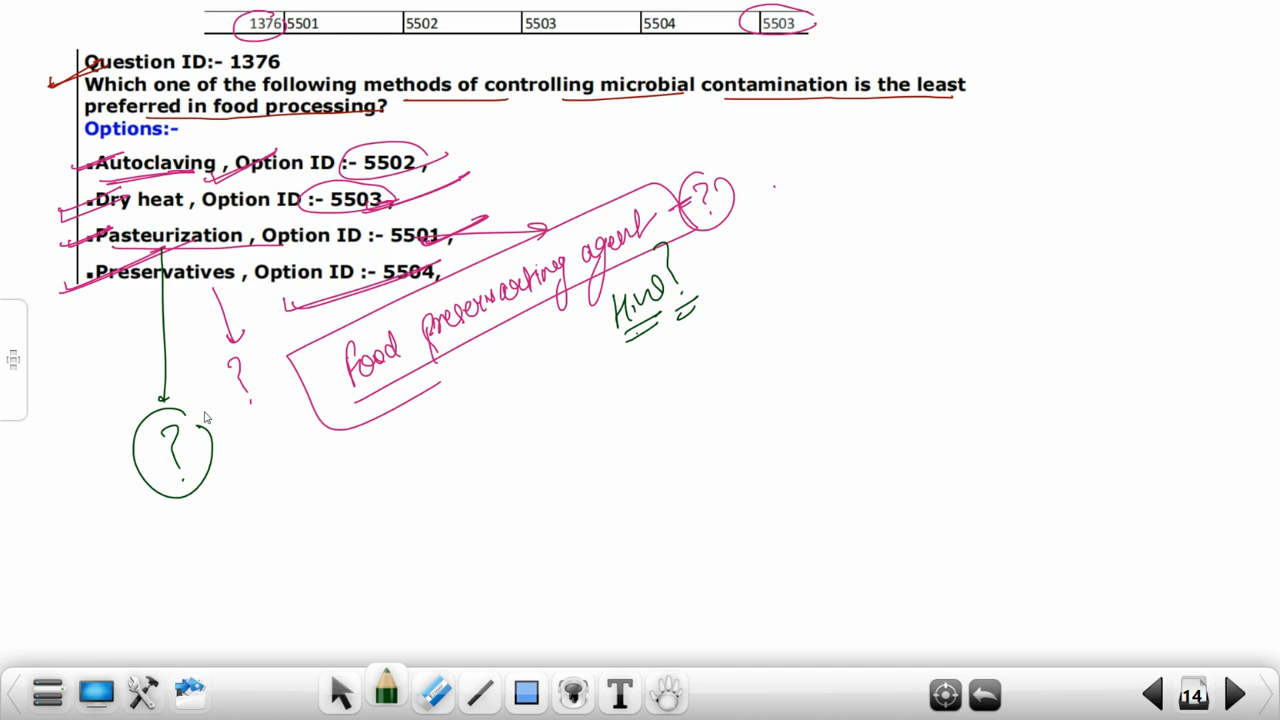 1376 5501 5502 5503 5504 5503
Question ID:- 1376
Which one of the following methods of controlling microbial contamination is the least
preferred in food processing?
Options:-
.Autoclaving , Option ID :- 5502 ,
.Dry heat , Option ID :- 5503 ,
.Pasteurization , Option ID :- 5501 ,
.Preservatives , Option ID :- 5504,
?
Food agent ?
?
?
14